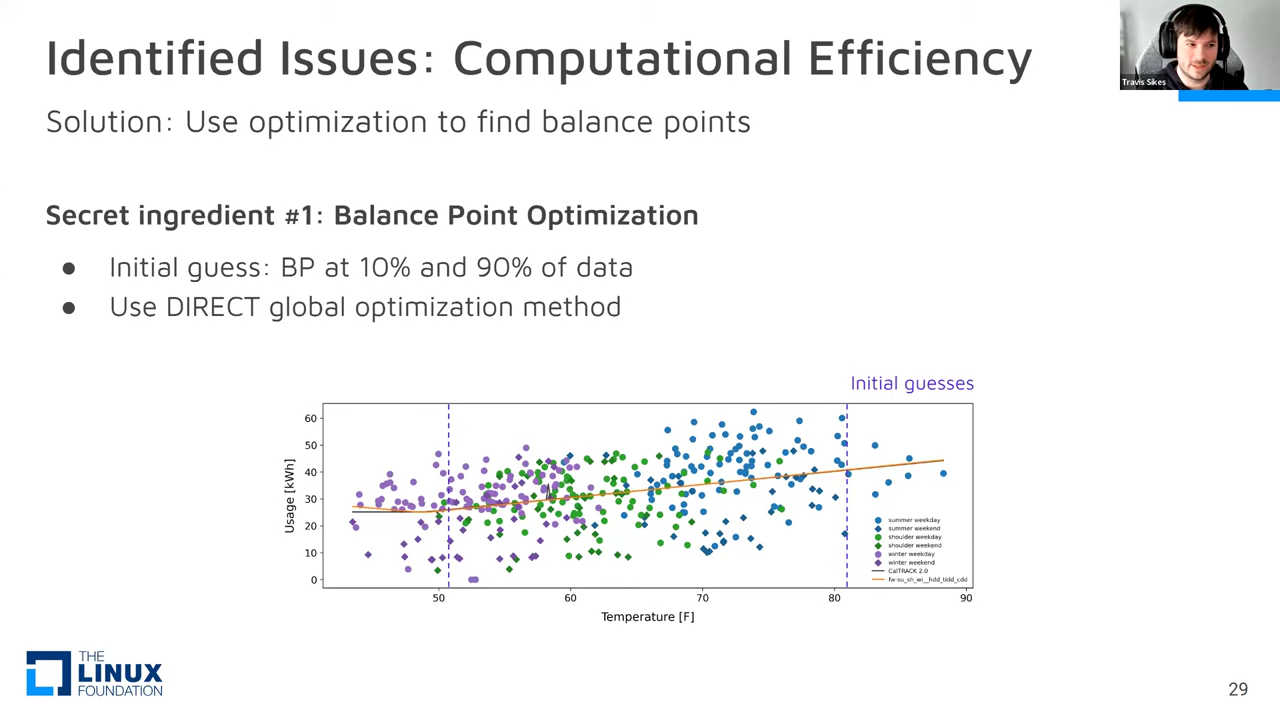 Identified Issues: Computational Efficiency
Travis Sikes
Solution: Use optimization to find balance points
Secret ingredient #1: Balance Point Optimization
● Initial guess: BP at 10% and 90% of data
● Use DIRECT global optimization method
Initial guesses
60
50
40
30
20
10
0
Usage [kWh]
summer weekday
summer weekend
shoulder weekday
shoulder weekend
winter weekday
winter weekend
CalTRACK 2.0
fw-su_sh_wi__hdd_tidd_cdd
50 60 70 80 90
Temperature [F]
THE
LINUX
FOUNDATION
29